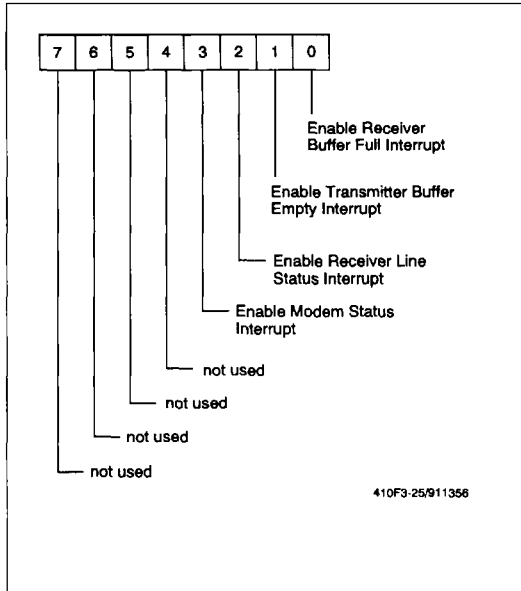 7 6 5 4 3 2 1 0
Enable Receiver
Buffer Full Interrupt
Enable Transmitter Buffer
Empty Interrupt
Enable Receiver Line
Status Interrupt
Enable Modem Status
Interrupt
not used
not used
not used
not used
410F3-25/911356